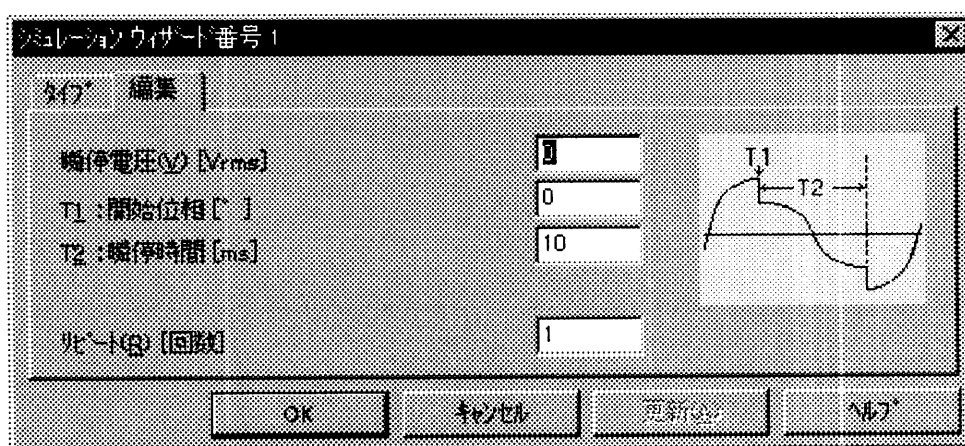 シミュレーション ウィザード番号 1
タイプ 編集
瞬停電圧(V) [Vrms] 0
T1 :開始位相[° ] 0
T2 :瞬停時間[ms] 10
リピート(R) [回数] 1
T1
T2
OK キャンセル 更新(U) ヘルプ